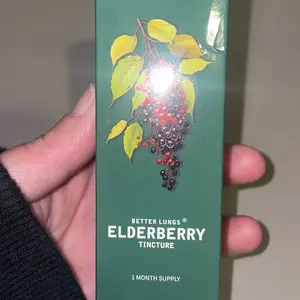 BETTER LUNGS®
ELDERBERRY
TINCTURE
1 MONTH SUPPLY